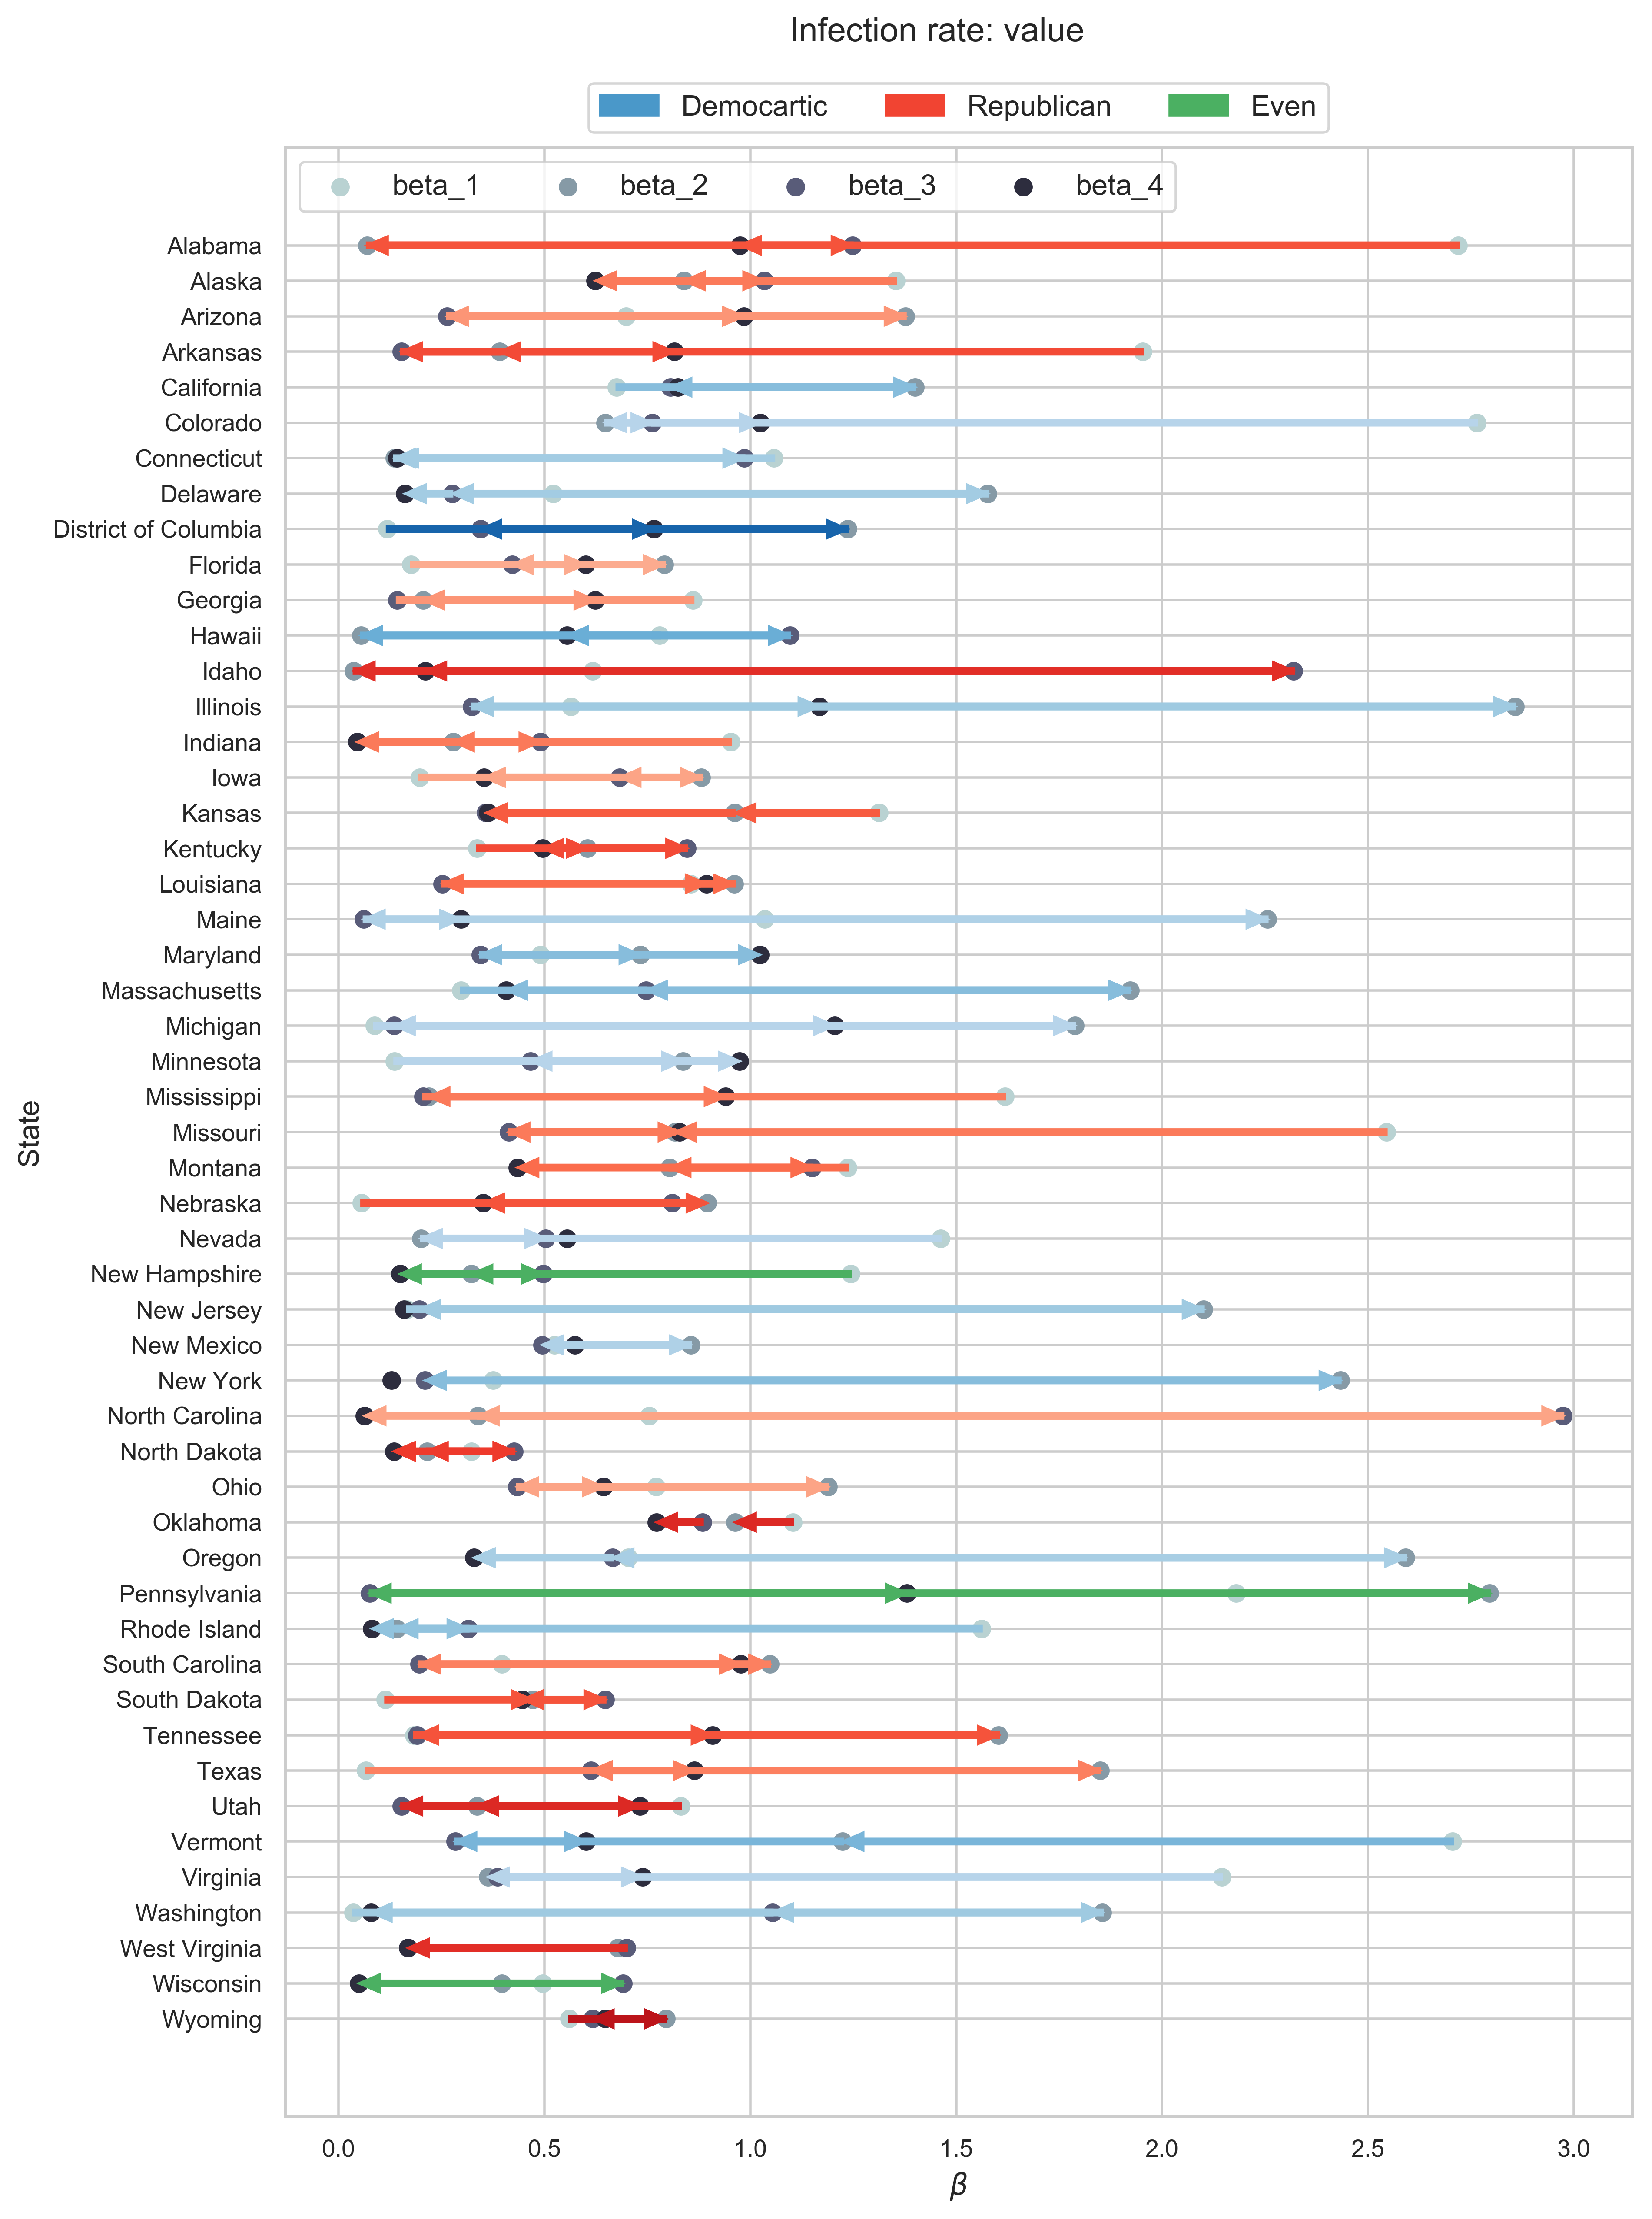 Infection rate: value
Democartic Republican Even
beta_1 beta_2 beta_3 beta_4
Alabama
Alaska
Arizona
Arkansas
California
Colorado
Connecticut
Delaware
District of Columbia
Florida
Georgia
Hawaii
Idaho
Illinois
Indiana
Iowa
Kansas
Kentucky
Louisiana
Maine
Maryland
Massachusetts
Michigan
Minnesota
Mississippi
Missouri
Montana
Nebraska
Nevada
New Hampshire
New Jersey
New Mexico
New York
North Carolina
North Dakota
Ohio
Oklahoma
Oregon
Pennsylvania
Rhode Island
South Carolina
South Dakota
Tennessee
Texas
Utah
Vermont
Virginia
Washington
West Virginia
Wisconsin
Wyoming
State
0.0 0.5 1.0 1.5 2.0 2.5 3.0
β